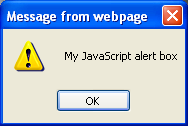 Message from webpage
My JavaScript alert box
OK